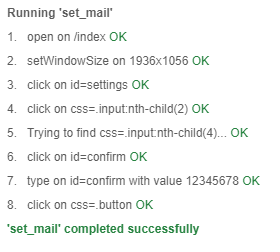 Running 'set_mail'
1. open on /index OK
2. setWindowSize on 1936x1056 OK
3. click on id=settings OK
4. click on css=.input:nth-child(2) OK
5. Trying to find css=.input:nth-child(4)... OK
6. click on id=confirm OK
7. type on id=confirm with value 12345678 OK
8. click on css=.button OK
'set_mail' completed successfully